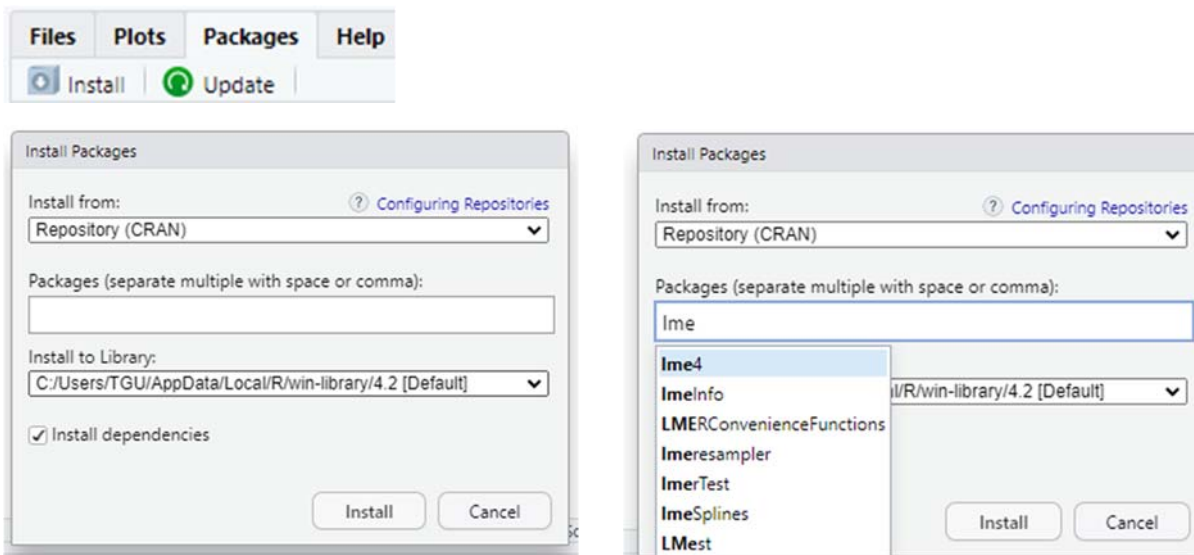 Files Plots Packages Help
Install Update
Install Packages
Install from: ? Configuring Repositories
Repository (CRAN)
Packages (separate multiple with space or comma):
Install to Library:
C:/Users/TGU/AppData/Local/R/win-library/4.2 [Default]
Install dependencies
Install Cancel
Install Packages
Install from: ? Configuring Repositories
Repository (CRAN)
Packages (separate multiple with space or comma):
lme
lme4
l/R/win-library/4.2 [Default]
lmeInfo
LMERConvenienceFunctions
lmeresampler
lmerTest
lmeSplines
Install Cancel
LMest